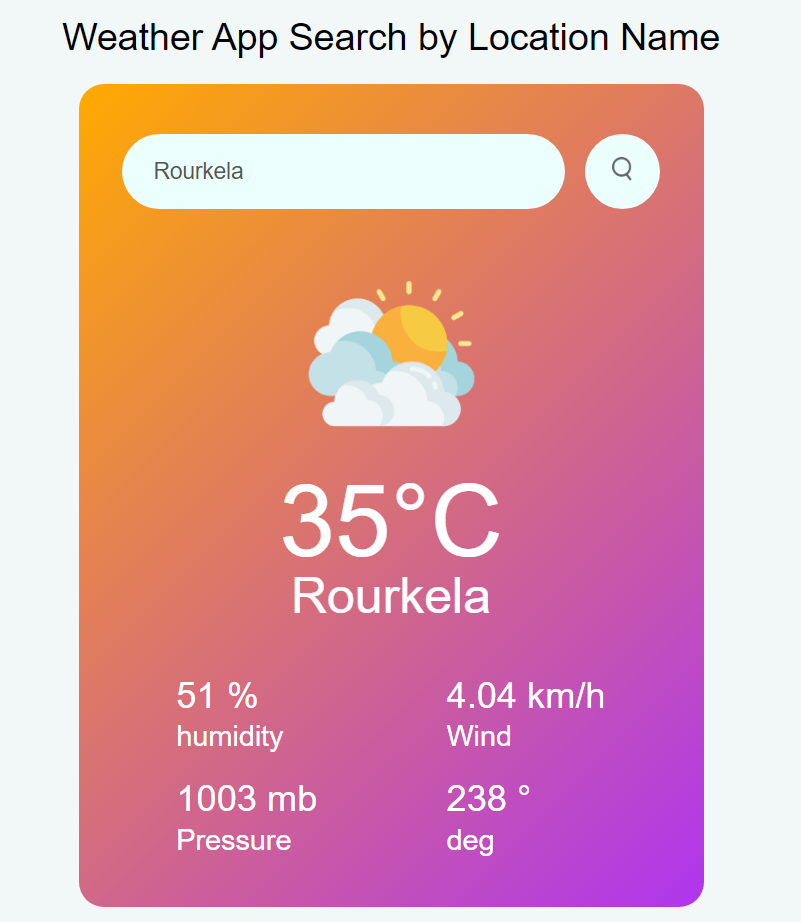 Weather App Search by Location Name
Rourkela
35°C
Rourkela
51 %
humidity
4.04 km/h
Wind
1003 mb
Pressure
238 °
deg